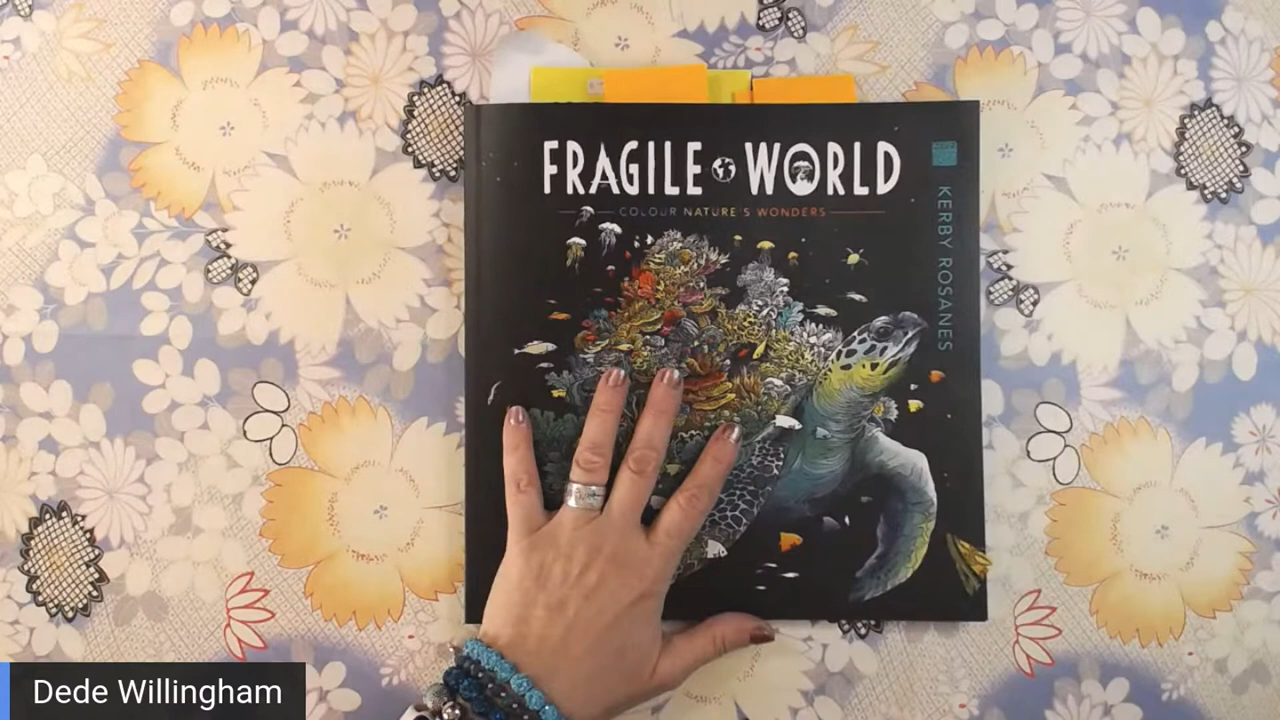 FRAGILE WORLD
COLOUR NATURE'S WONDERS
KERBY ROSANES
Dede Willingham